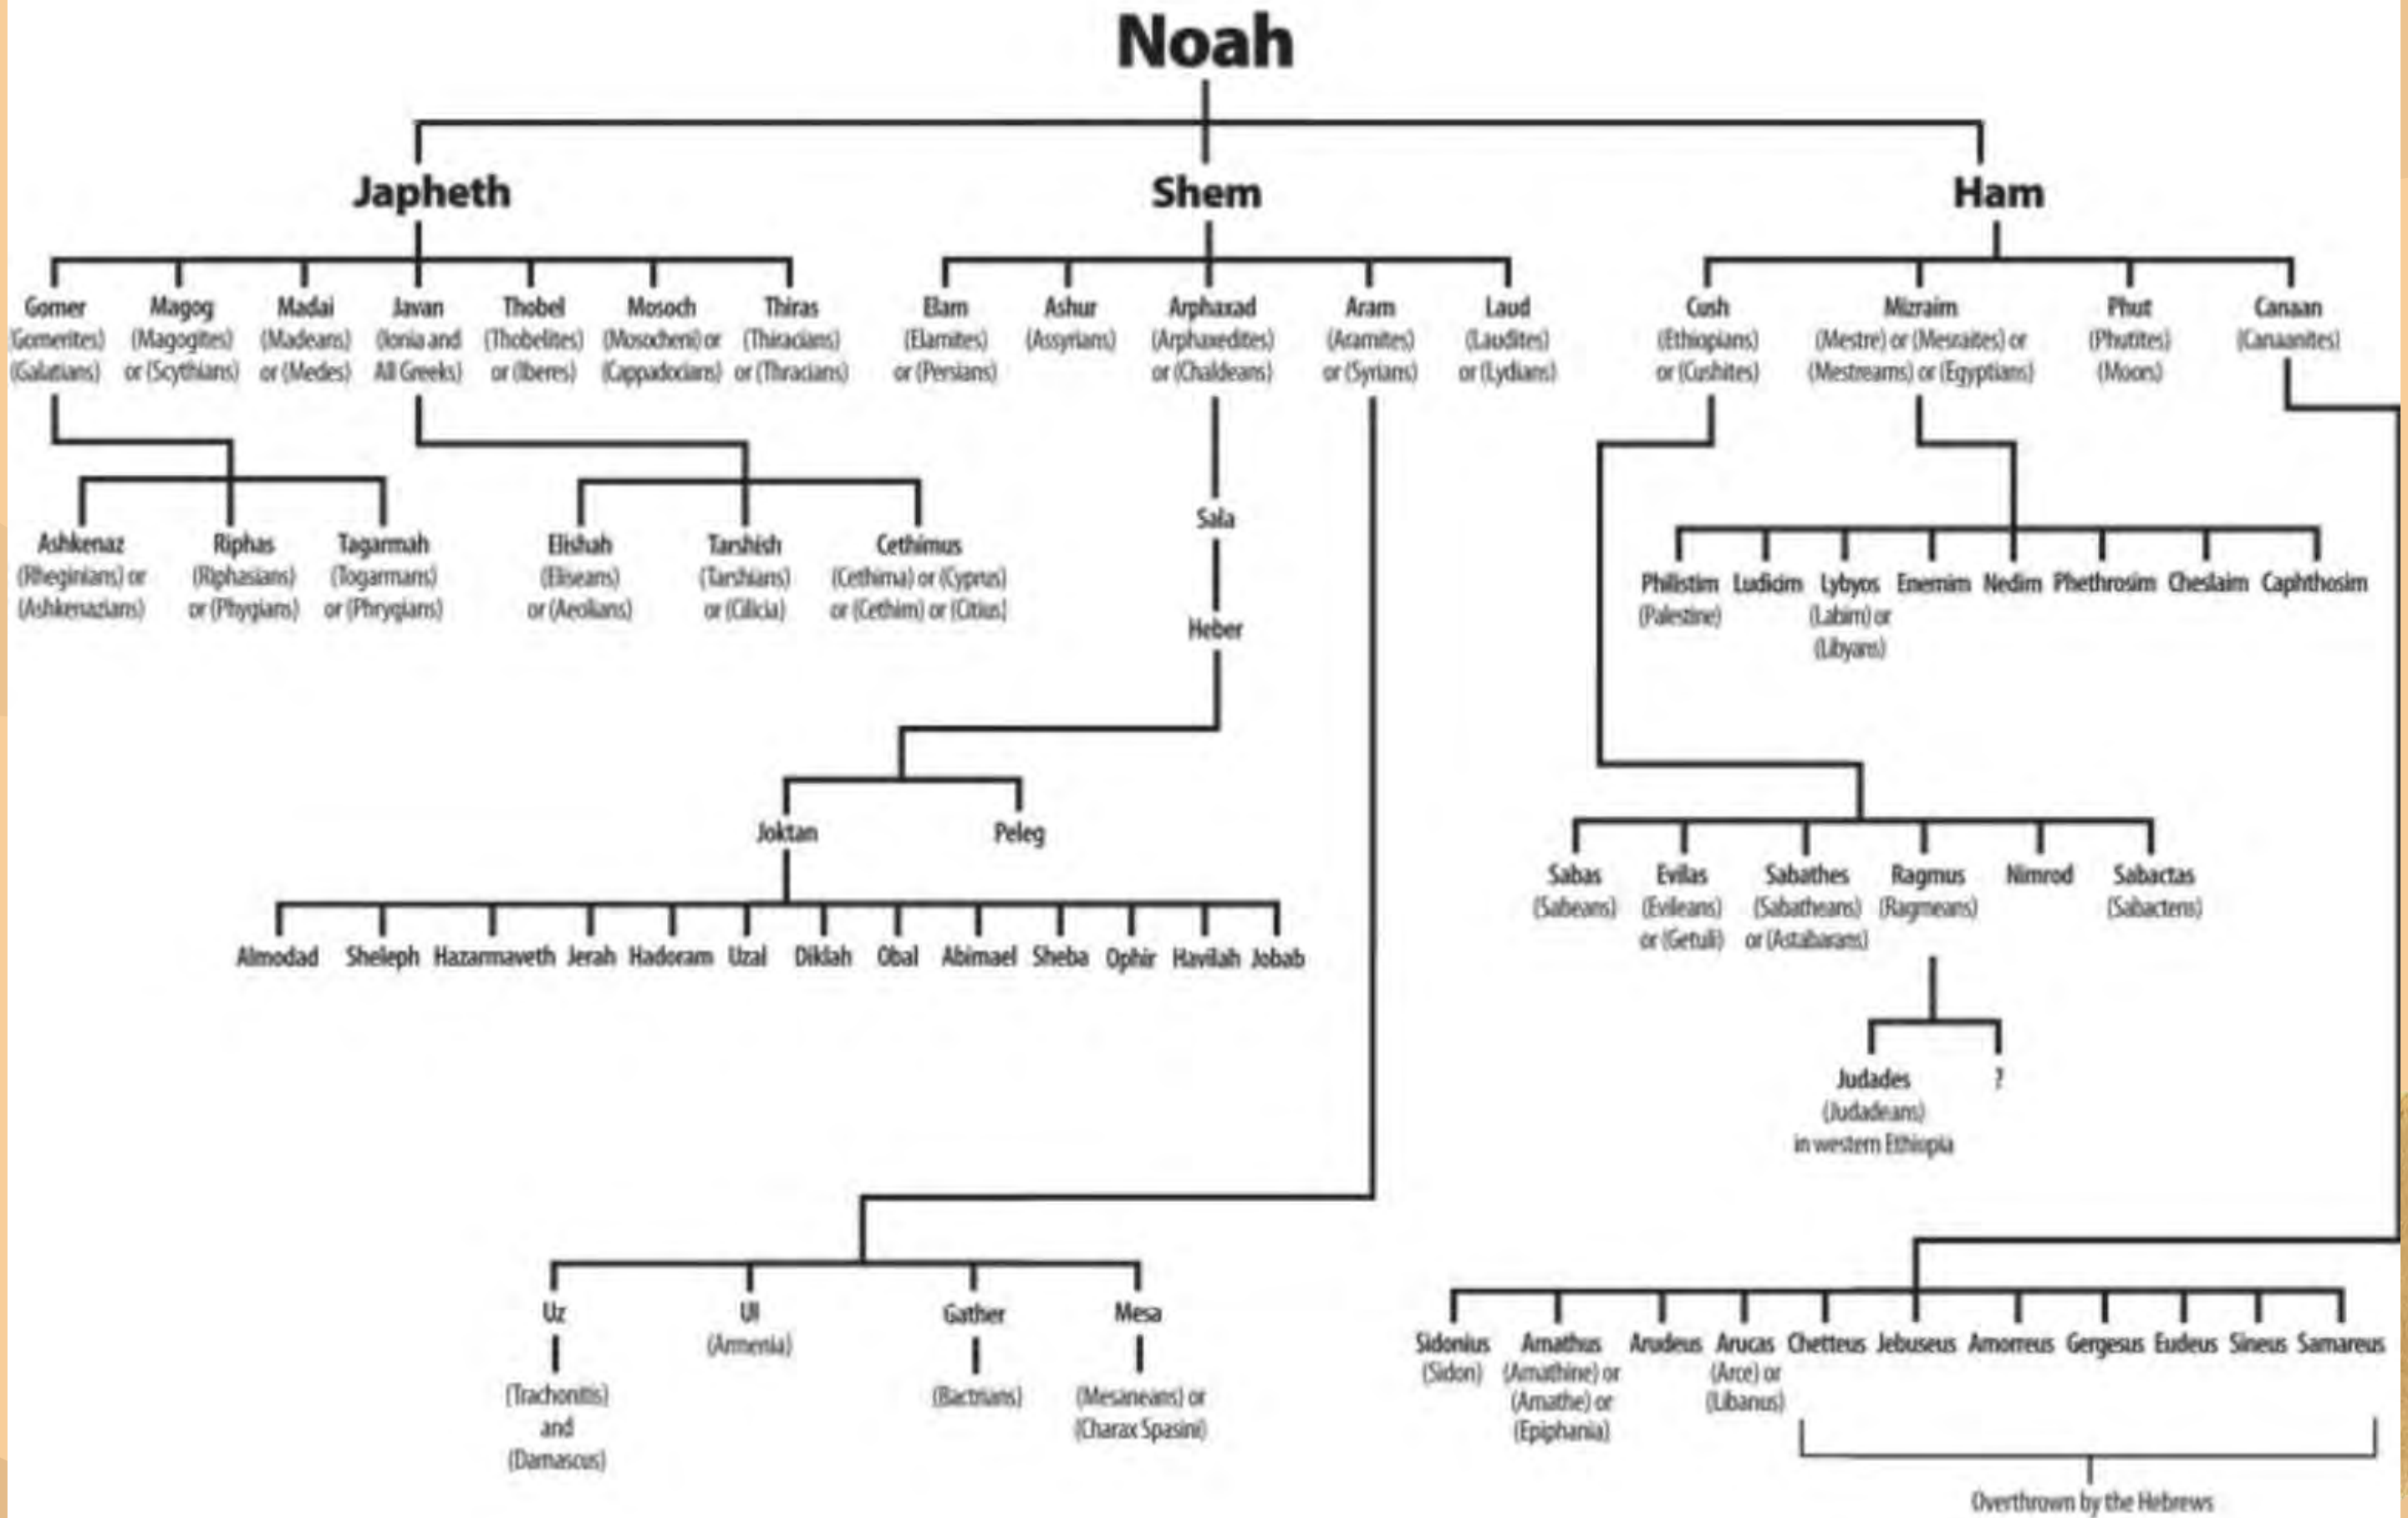 Noah
Japheth Shem Ham
Gomer Magog Madai Javan Thobel Mosoch Thiras Elam Ashur Arphaxad Aram Laud Cush Mizraim Phut Canaan
(Gomerites) (Magogites) (Madeans) (Ionia and (Thobelites) (Mosocheni) or (Thiracians) (Elamites) (Assyrians) (Arphaxedites) (Aramites) (Laudites) (Ethiopians) (Mestre) or (Mesraites) or (Phutites) (Canaanites)
(Galatians) or (Scythians) or (Medes) All Greeks) or (Iberes) (Cappadocians) or (Thracians) or (Persians) or (Chaldeans) or (Syrians) or (Lydians) or (Cushites) (Mestreams) or (Egyptians) (Moors)
Sala
Ashkenaz Riphas Tagarmah Elishah Tarshish Cethimus
(Rheginians) or (Riphasians) (Togarmans) (Eliseans) (Tarshians) (Cethima) or (Cyprus)
(Ashkenazians) or (Phygians) or (Phrygians) or (Aeolians) or (Cilicia) or (Cethim) or (Citius)
Philistim Ludicim Lybyos Enemim Nedim Phethrosim Cheslaim Caphthosim
(Palestine) (Labim) or
(Libyans)
Heber
Joktan Peleg
Sabas Evilas Sabathes Ragmus Nimrod Sabactas
(Sabeans) (Evileans) (Sabatheans) (Ragmeans) (Sabactens)
or (Getuli) or (Astabarans)
Almodad Sheleph Hazarmaveth Jerah Hadoram Uzal Diklah Obal Abimael Sheba Ophir Havilah Jobab
Judades ?
(Judadeans)
in western Ethiopia
Uz Ul Gather Mesa
(Armenia)
(Trachonitis) (Bactrians) (Mesaneans) or
and (Charax Spasini)
(Damascus)
Sidonius Amathus Arudeus Arucas Chetteus Jebuseus Amorreus Gergesus Eudeus Sineus Samareus
(Sidon) (Amathine) or (Arce) or
(Amathe) or (Libanus)
(Epiphania)
Overthrown by the Hebrews